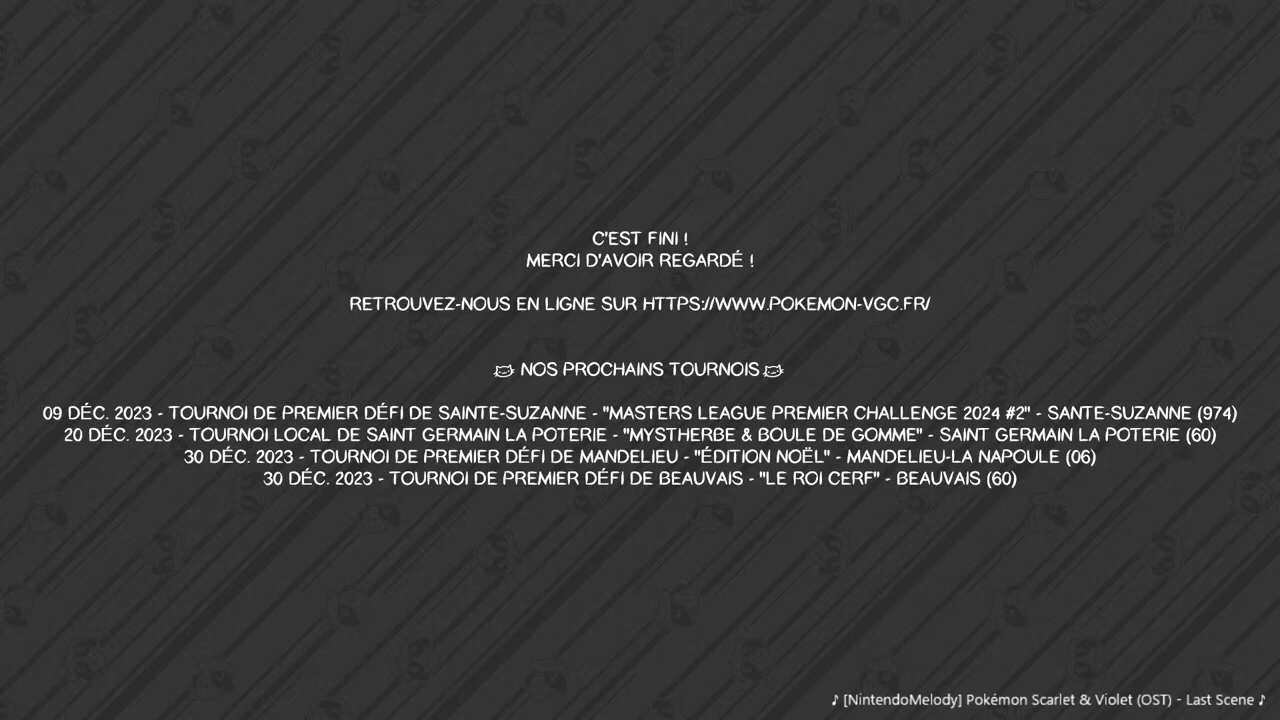 C'EST FINI !
MERCI D'AVOIR REGARDÉ !
RETROUVEZ-NOUS EN LIGNE SUR HTTPS://WWW.POKEMON-VGC.FR/
NOS PROCHAINS TOURNOIS
09 DÉC. 2023 - TOURNOI DE PREMIER DÉFI DE SAINTE-SUZANNE - "MASTERS LEAGUE PREMIER CHALLENGE 2024 #2" - SANTE-SUZANNE (974)
20 DÉC. 2023 - TOURNOI LOCAL DE SAINT GERMAIN LA POTERIE - "MYSTHERBE & BOULE DE GOMME" - SAINT GERMAIN LA POTERIE (60)
30 DÉC. 2023 - TOURNOI DE PREMIER DÉFI DE MANDELIEU - "ÉDITION NOËL" - MANDELIEU-LA NAPOULE (06)
30 DÉC. 2023 - TOURNOI DE PREMIER DÉFI DE BEAUVAIS - "LE ROI CERF" - BEAUVAIS (60)
♪ [NintendoMelody] Pokémon Scarlet & Violet (OST) - Last Scene ♪